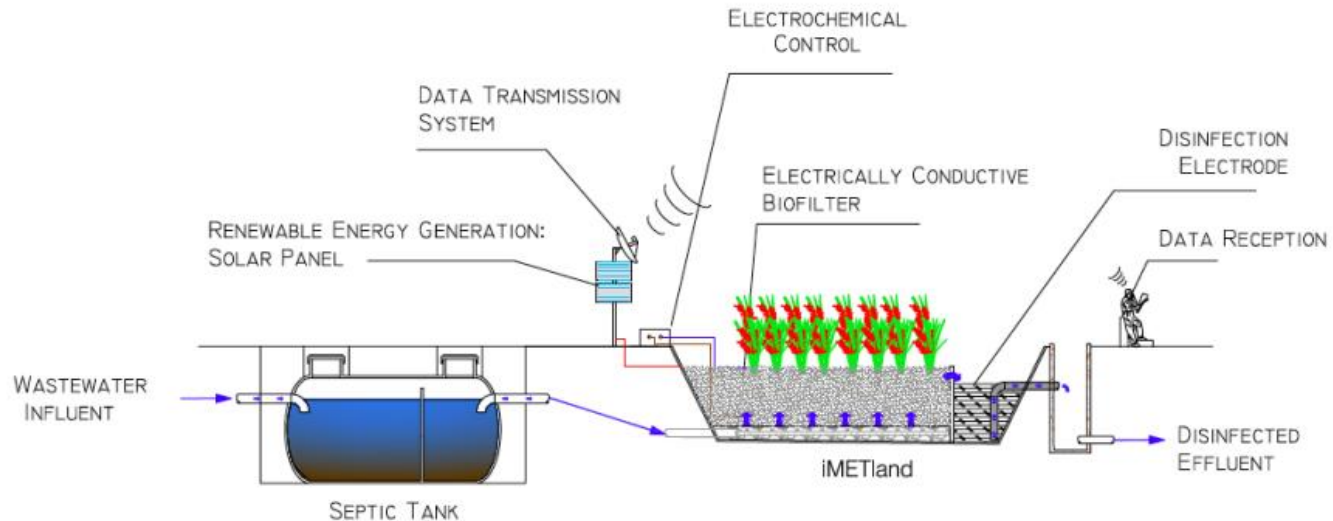 ELECTROCHEMICAL
CONTROL
DATA TRANSMISSION
SYSTEM
DISINFECTION
ELECTRODE
ELECTRICALLY CONDUCTIVE
BIOFILTER
RENEWABLE ENERGY GENERATION:
SOLAR PANEL
DATA RECEPTION
WASTEWATER
INFLUENT
DISINFECTED
EFFLUENT
iMETland
SEPTIC TANK